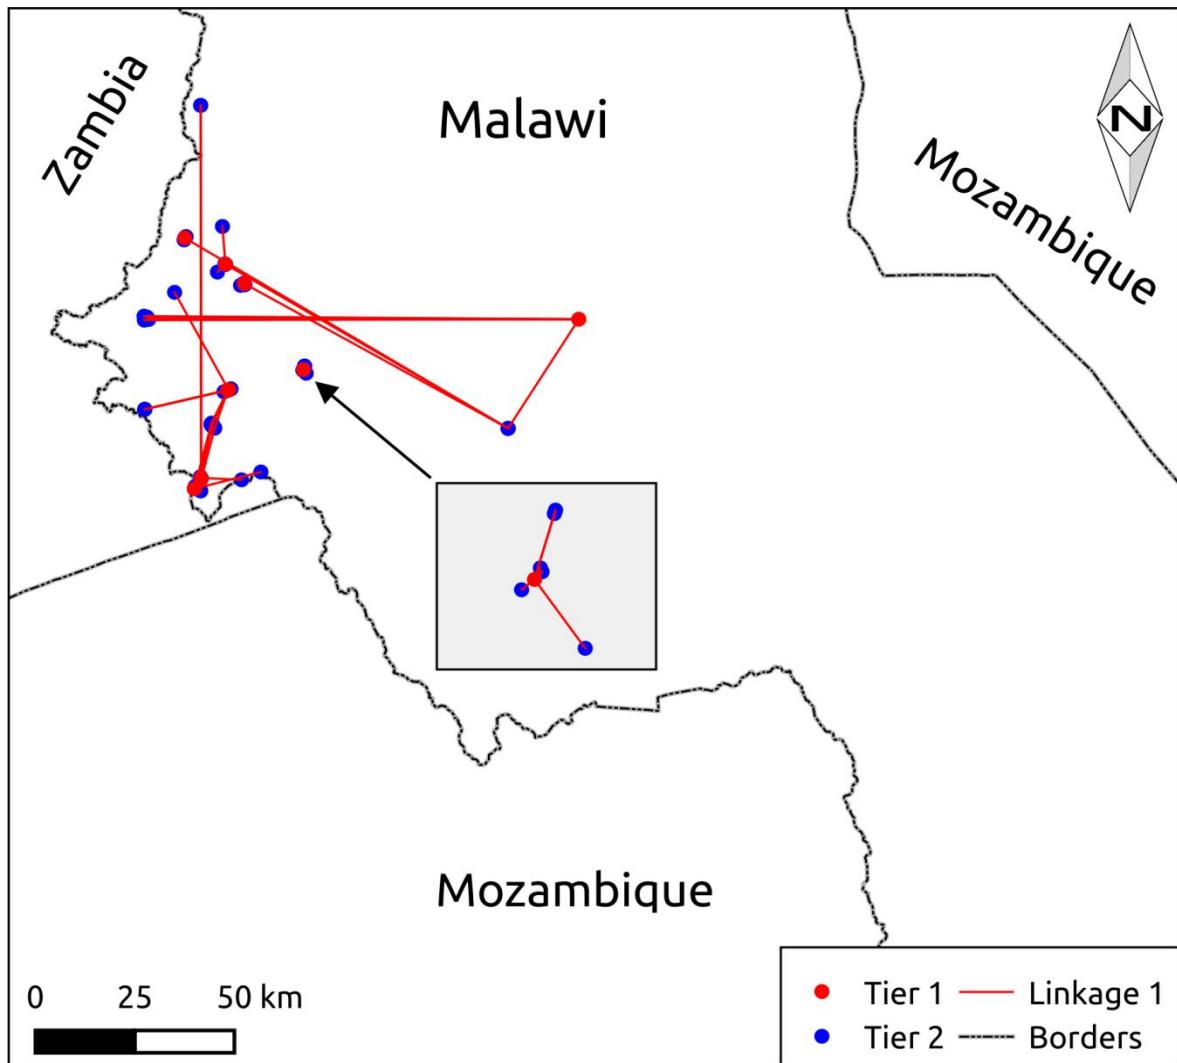 Zambia
Malawi
Mozambique
N
Mozambique
0 25 50 km
Tier 1 Linkage 1
Tier 2 Borders